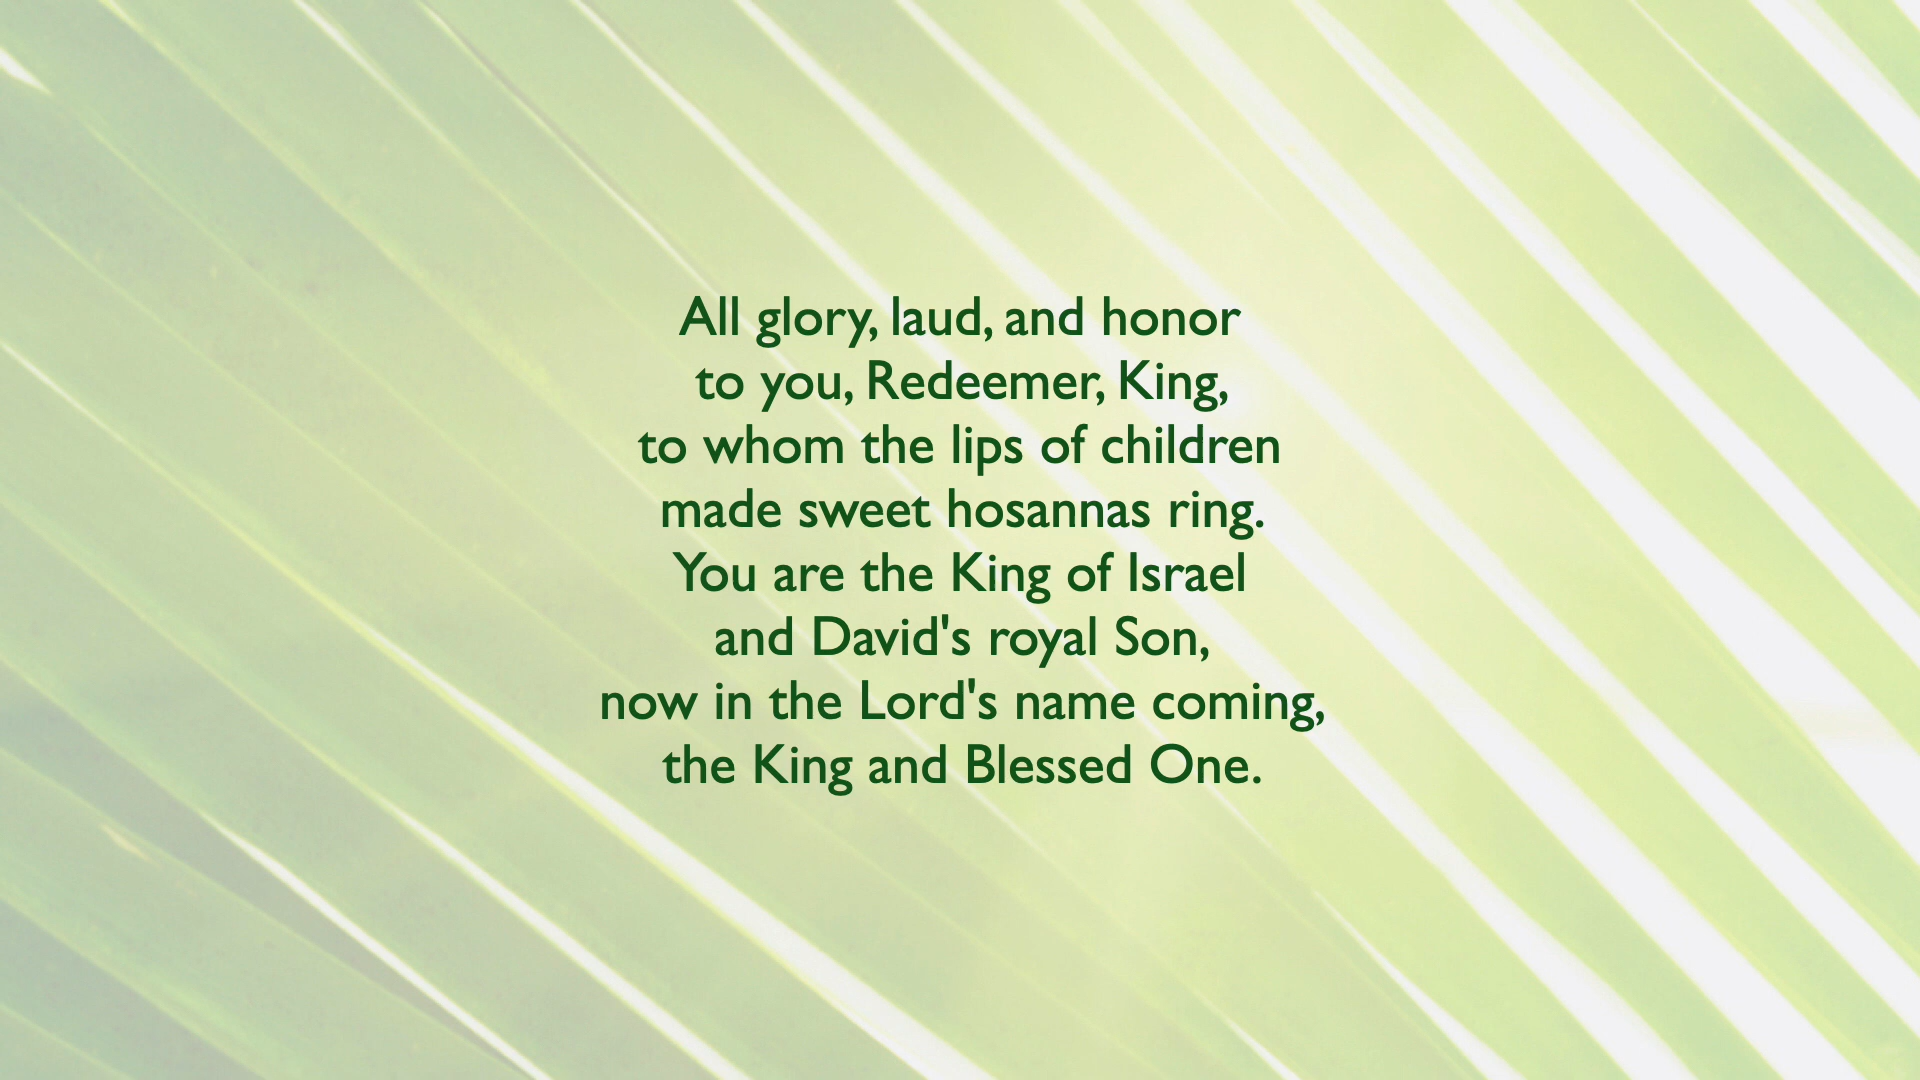 All glory, laud, and honor
to you, Redeemer, King,
to whom the lips of children
made sweet hosannas ring.
You are the King of Israel
and David's royal Son,
now in the Lord's name coming,
the King and Blessed One.